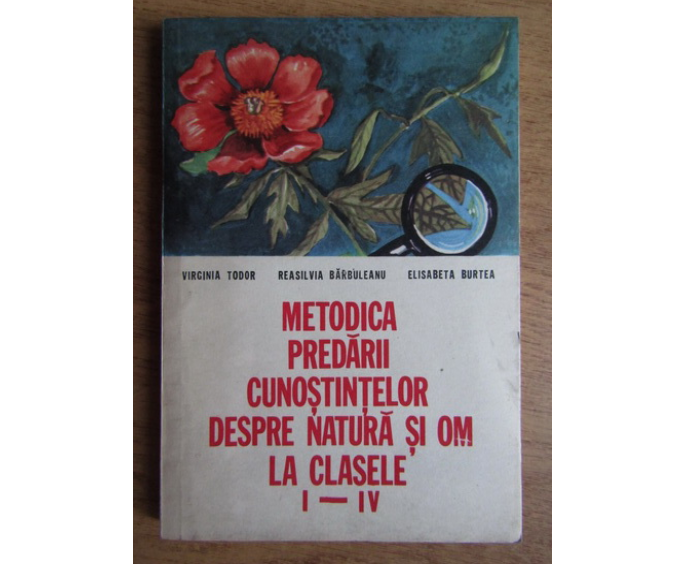 VIRGINIA TODOR REASILVIA BĂRBULEANU ELISABETA BURTEA
METODICA
PREDĂRII
CUNOȘTINȚELOR
DESPRE NATURĂ ȘI OM
LA CLASELE
I — IV